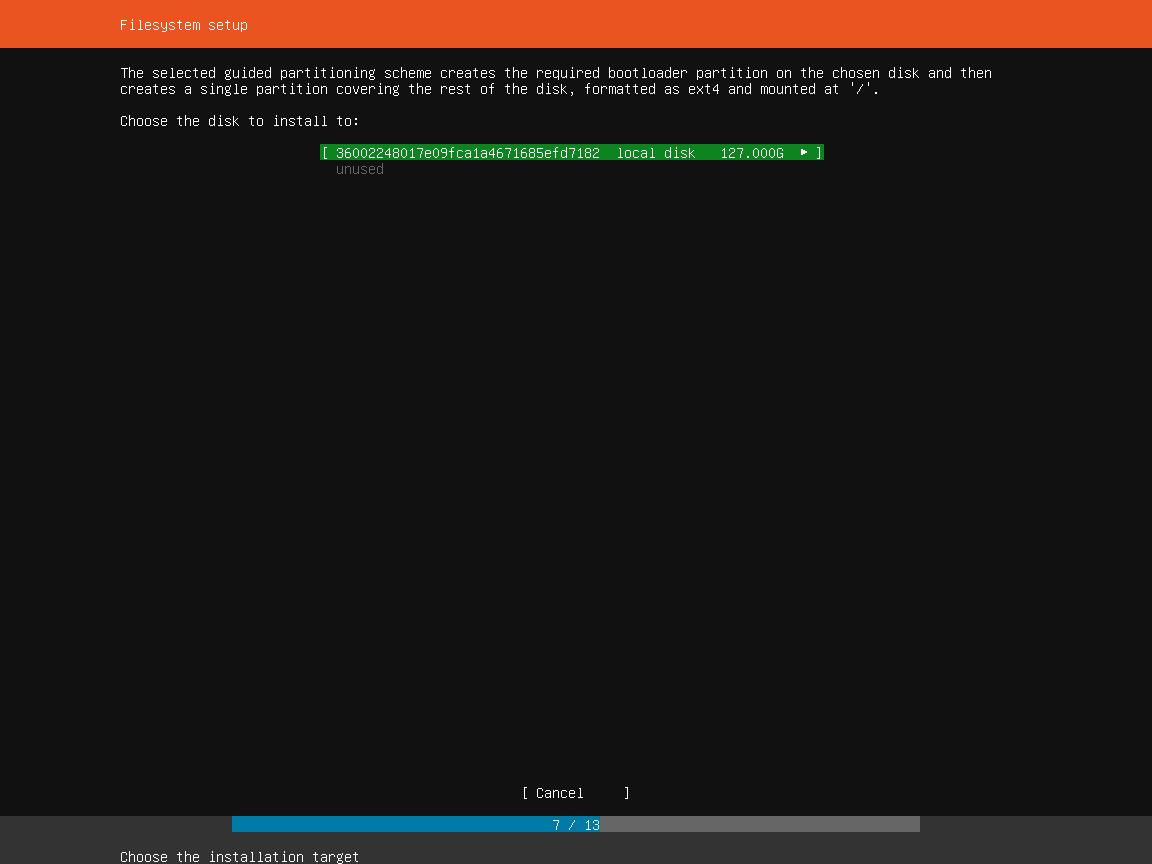 Filesystem setup
The selected guided partitioning scheme creates the required bootloader partition on the chosen disk and then
creates a single partition covering the rest of the disk, formatted as ext4 and mounted at '/'.
Choose the disk to install to:
[ 36002248017e09fca1a4671685efd7182  local disk   127.000G  ► ]
unused
[ Cancel     ]
7 / 13
Choose the installation target